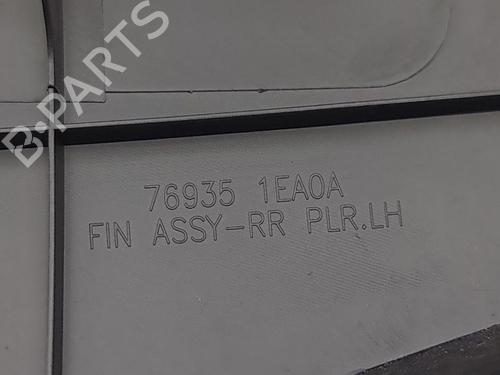 B-PARTS
76935 1EA0A
FIN ASSY-RR PLR.LH